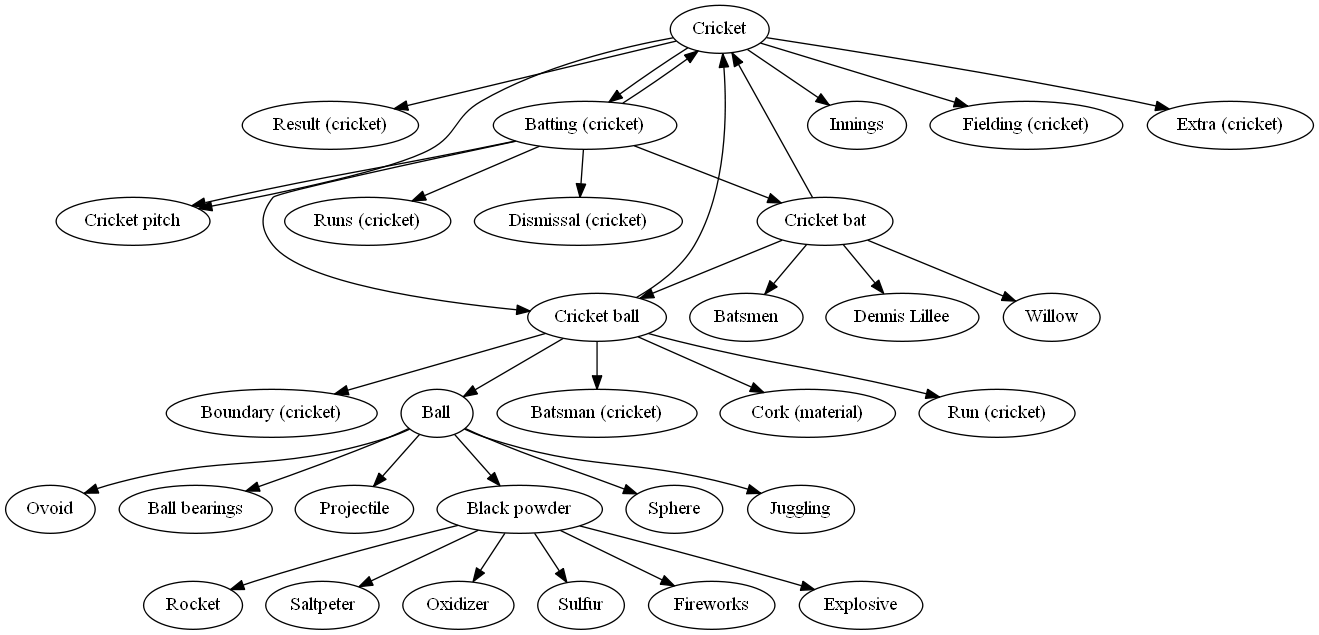 Cricket
Result (cricket)
Batting (cricket)
Innings
Fielding (cricket)
Extra (cricket)
Cricket pitch
Runs (cricket)
Dismissal (cricket)
Cricket bat
Cricket ball
Batsmen
Dennis Lillee
Willow
Boundary (cricket)
Ball
Batsman (cricket)
Cork (material)
Run (cricket)
Ovoid
Ball bearings
Projectile
Black powder
Sphere
Juggling
Rocket
Saltpeter
Oxidizer
Sulfur
Fireworks
Explosive